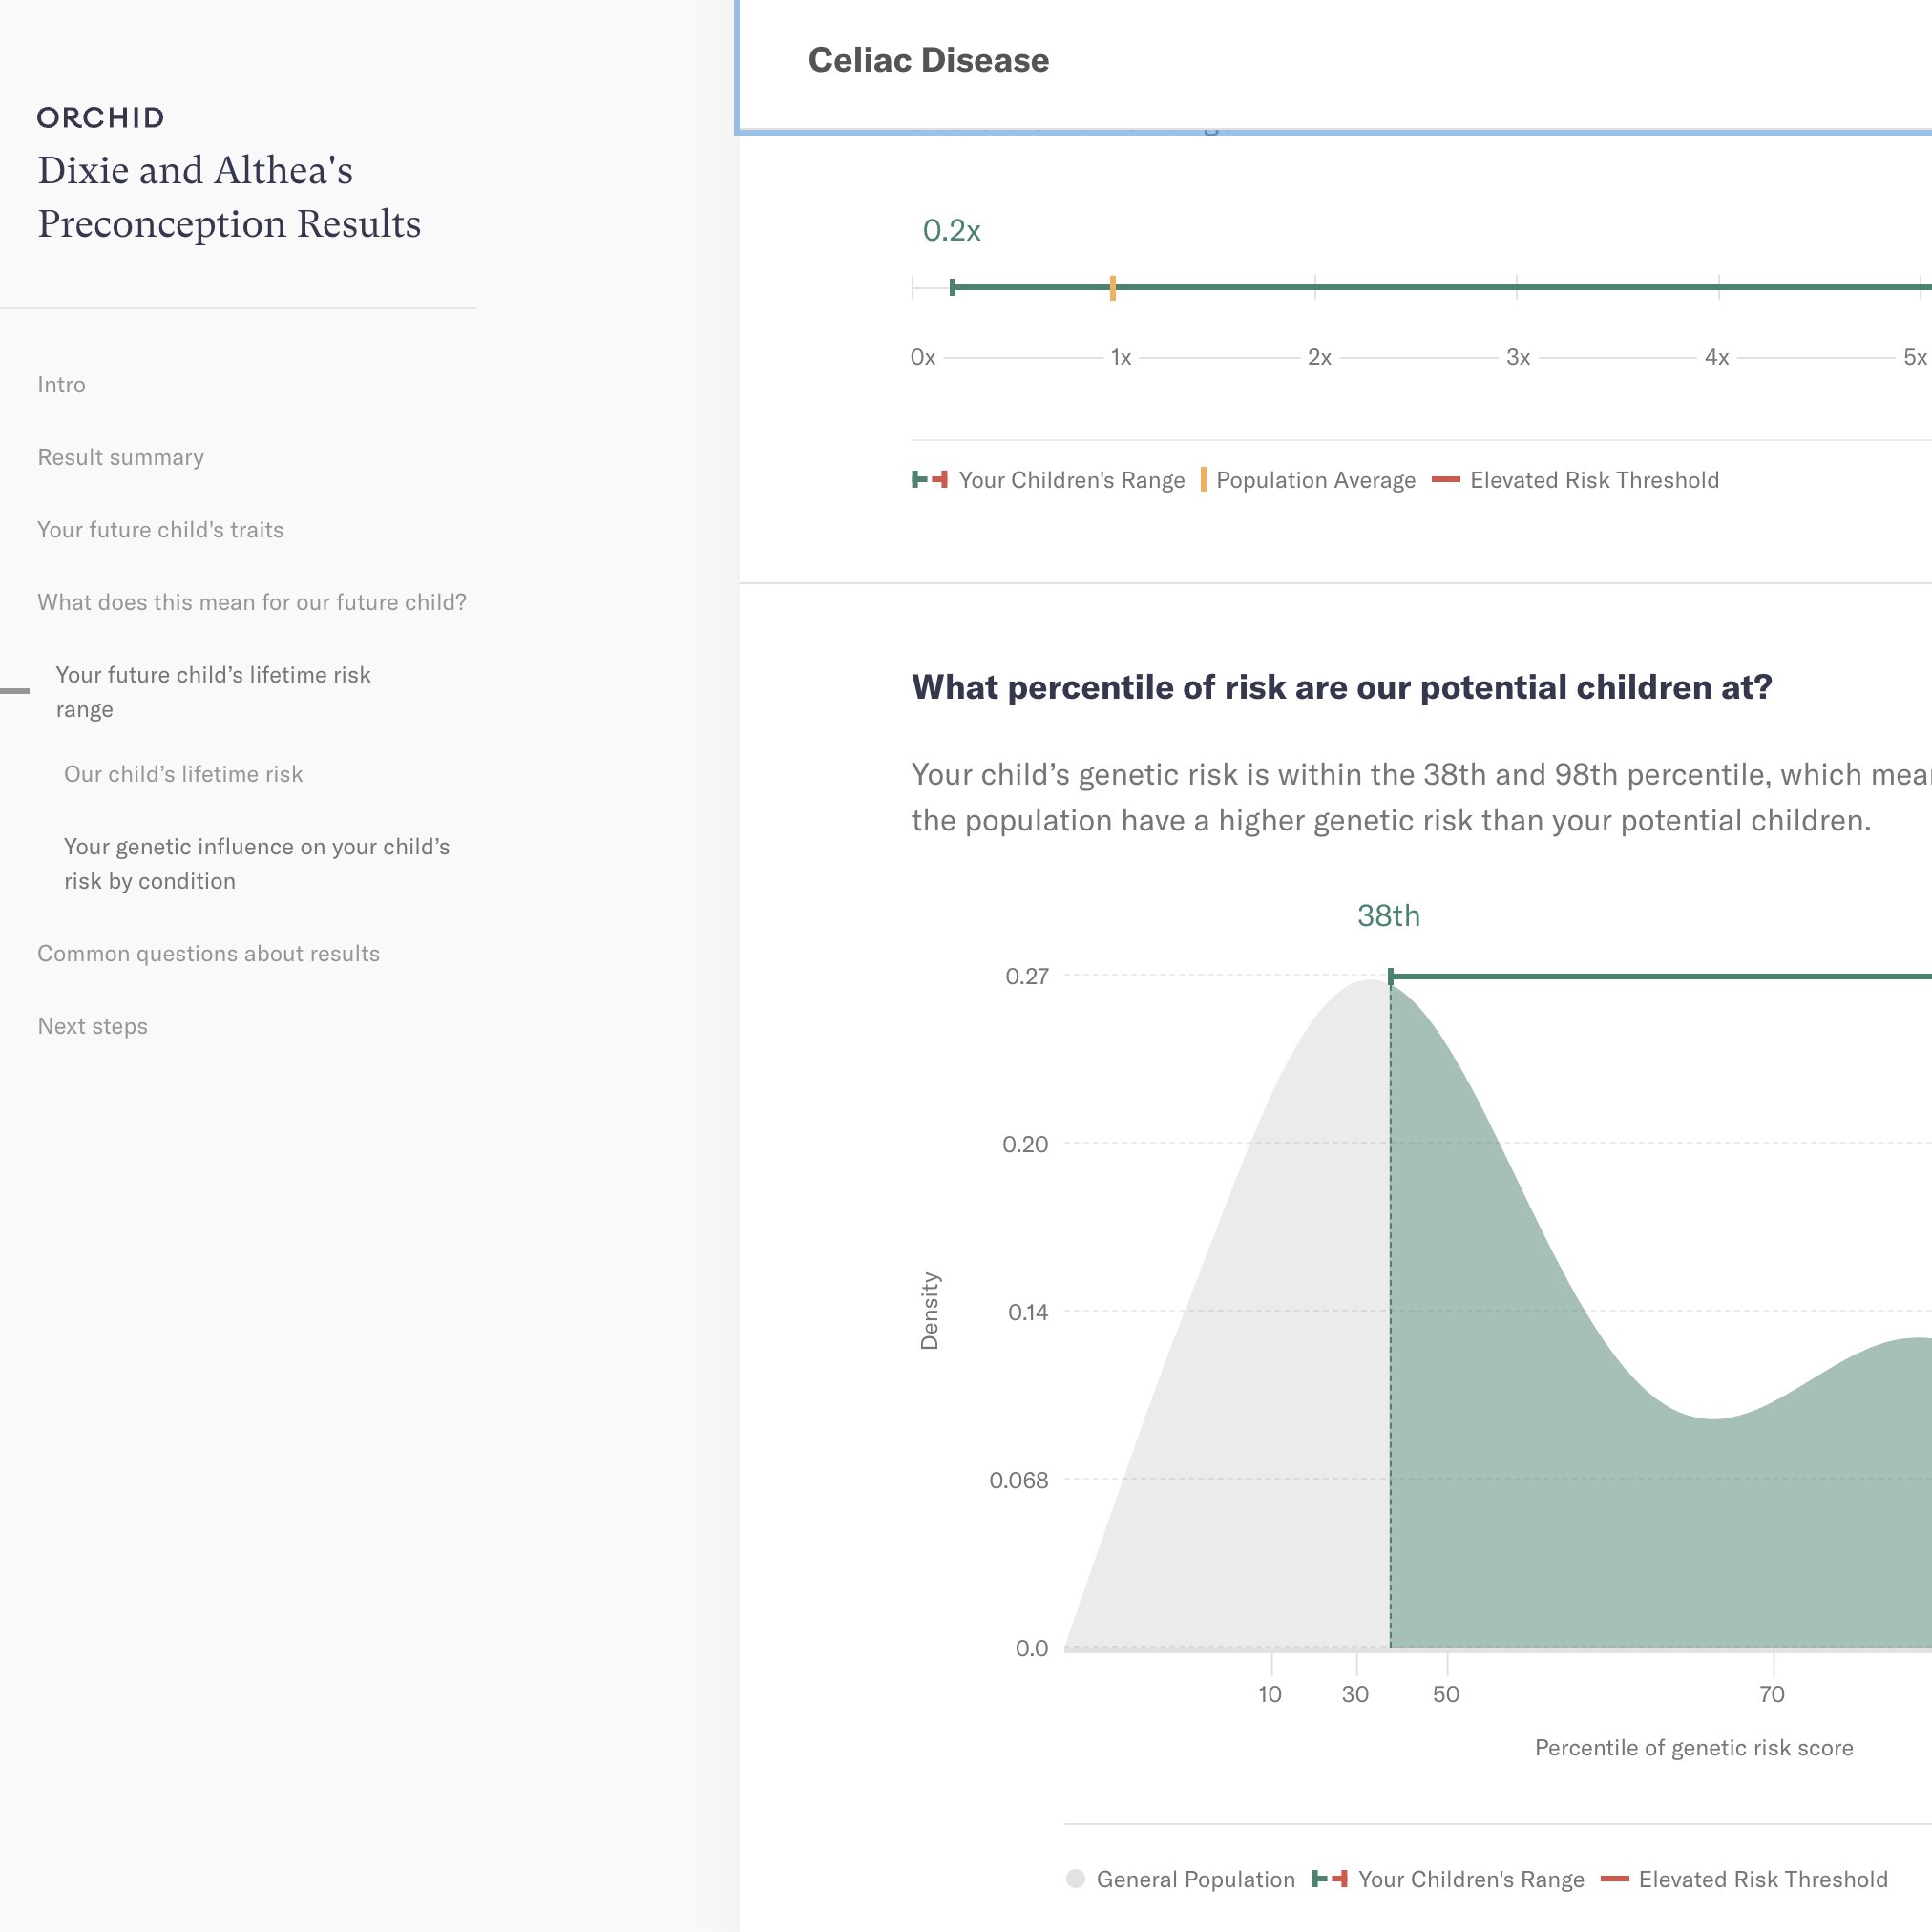 ORCHID
Dixie and Althea's
Preconception Results
Intro
Result summary
Your future child's traits
What does this mean for our future child?
Your future child’s lifetime risk
range
Our child’s lifetime risk
Your genetic influence on your child’s
risk by condition
Common questions about results
Next steps
Celiac Disease
0.2x
0x 1x 2x 3x 4x 5x
Your Children's Range Population Average Elevated Risk Threshold
What percentile of risk are our potential children at?
Your child’s genetic risk is within the 38th and 98th percentile, which
the population have a higher genetic risk than your potential children.
38th
0.27
0.20
0.14
0.068
0.0
Density
10 30 50 70
Percentile of genetic risk score
General Population Your Children's Range Elevated Risk Threshold